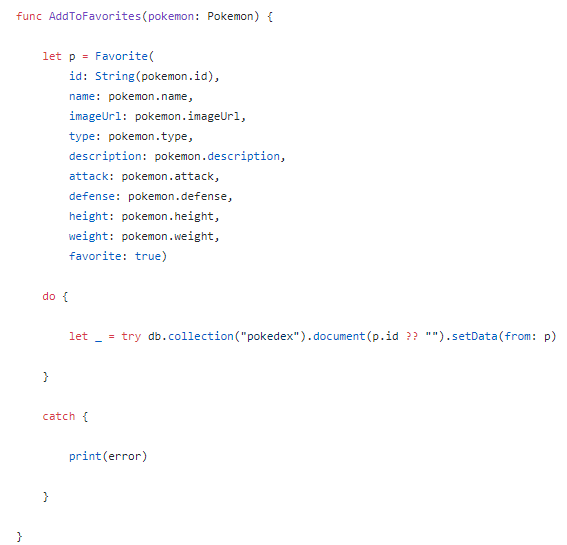 func AddToFavorites(pokemon: Pokemon) {
let p = Favorite(
id: String(pokemon.id),
name: pokemon.name,
imageUrl: pokemon.imageUrl,
type: pokemon.type,
description: pokemon.description,
attack: pokemon.attack,
defense: pokemon.defense,
height: pokemon.height,
weight: pokemon.weight,
favorite: true)
do {
let _ = try db.collection("pokedex").document(p.id ?? "").setData(from: p)
}
catch {
print(error)
}
}